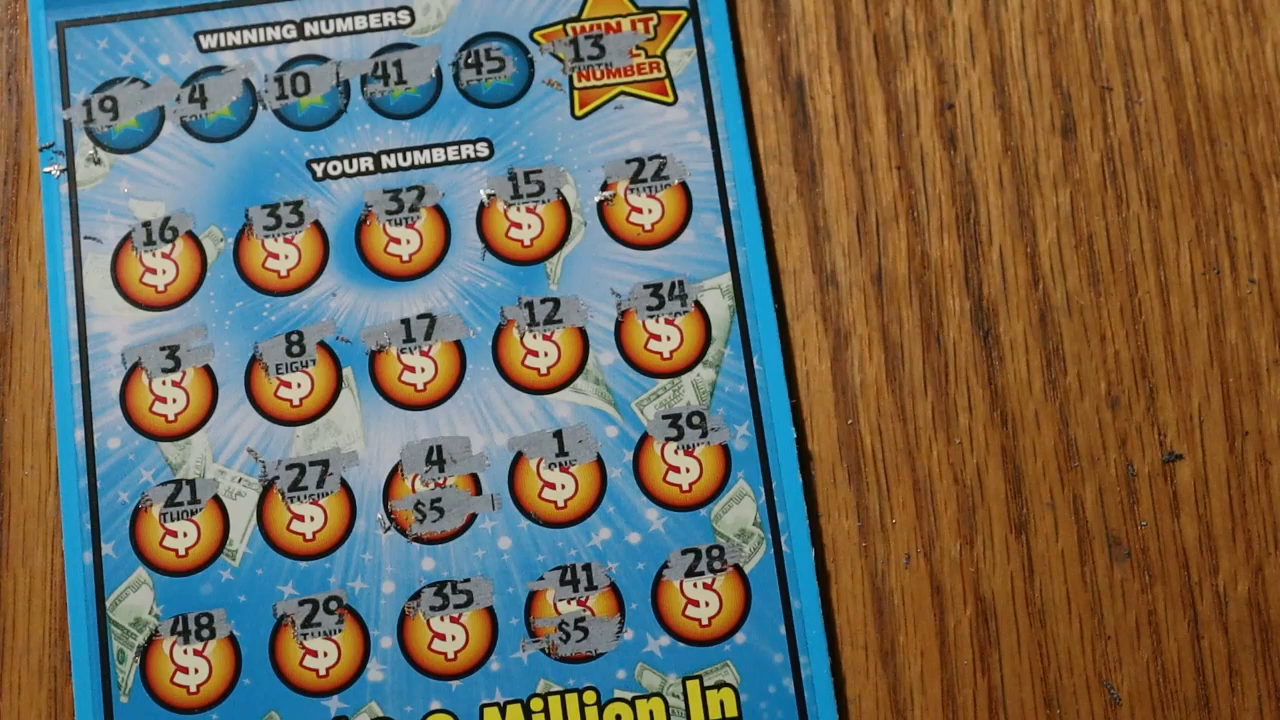 WINNING NUMBERS
19 4 10 41 45 13
WIN IT
NUMBER
YOUR NUMBERS
16 33 32 15 22
3 8 17 12 34
EIGHT
21 27 4 1 39
$5
48 29 35 41 28
$5
Million In